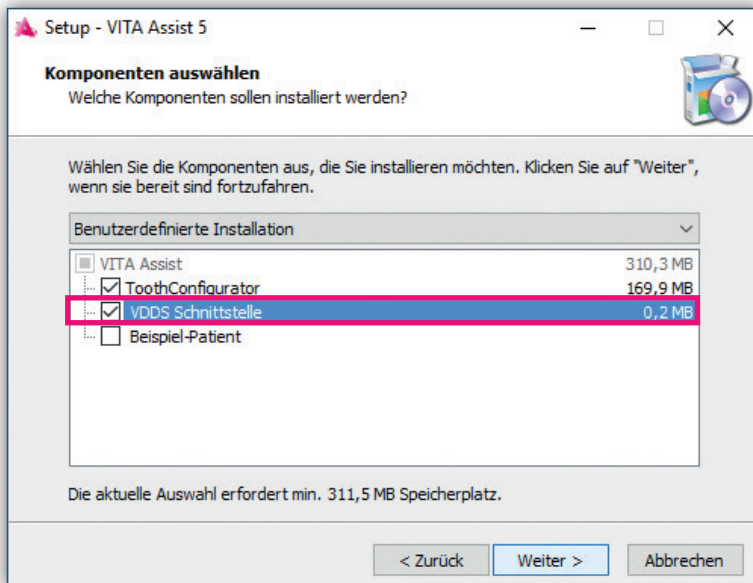 Setup - VITA Assist 5
Komponenten auswählen
Welche Komponenten sollen installiert werden?
Wählen Sie die Komponenten aus, die Sie installieren möchten. Klicken Sie auf "Weiter",
wenn sie bereit sind fortzufahren.
Benutzerdefinierte Installation
VITA Assist 310,3 MB
ToothConfigurator 169,9 MB
VDDS Schnittstelle 0,2 MB
Beispiel-Patient
Die aktuelle Auswahl erfordert min. 311,5 MB Speicherplatz.
< Zurück Weiter > Abbrechen